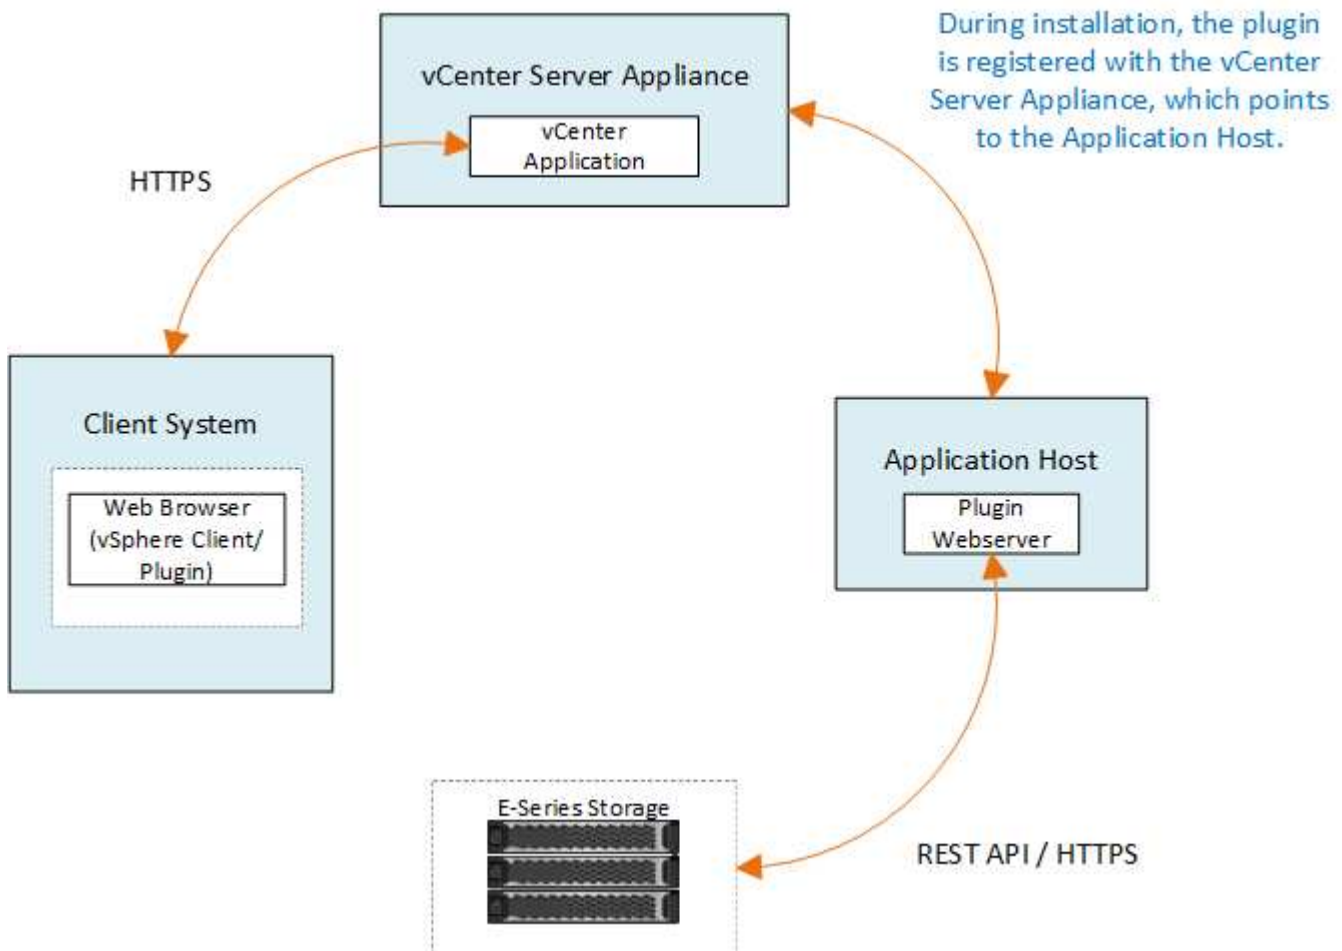 During installation, the plugin
is registered with the vCenter
Server Appliance, which points
to the Application Host.
vCenter Server Appliance
vCenter
Application
HTTPS
Client System
Web Browser
(vSphere Client/
Plugin)
Application Host
Plugin
Webserver
E-Series Storage
REST API / HTTPS